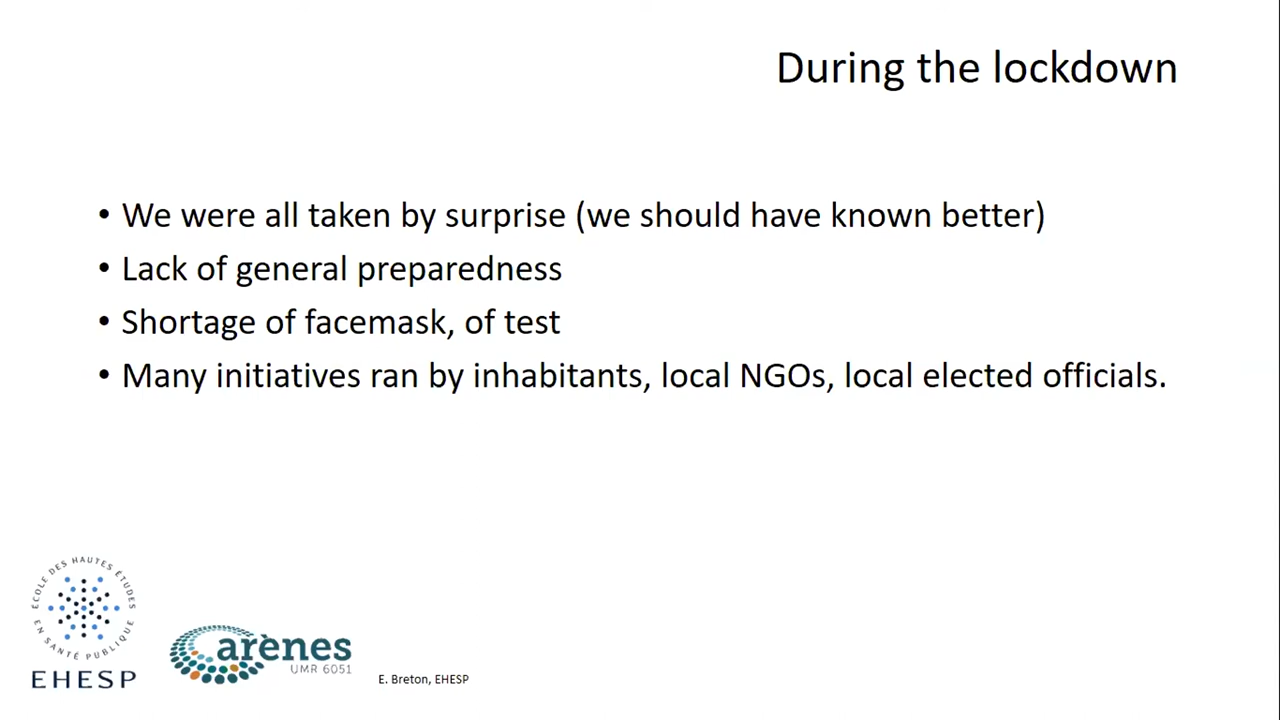 During the lockdown
• We were all taken by surprise (we should have known better)
• Lack of general preparedness
• Shortage of facemask, of test
• Many initiatives ran by inhabitants, local NGOs, local elected officials.
ÉCOLE DES HAUTES ÉTUDES
EN SANTÉ PUBLIQUE
EHESP
arènes
UMR 6051
E. Breton, EHESP